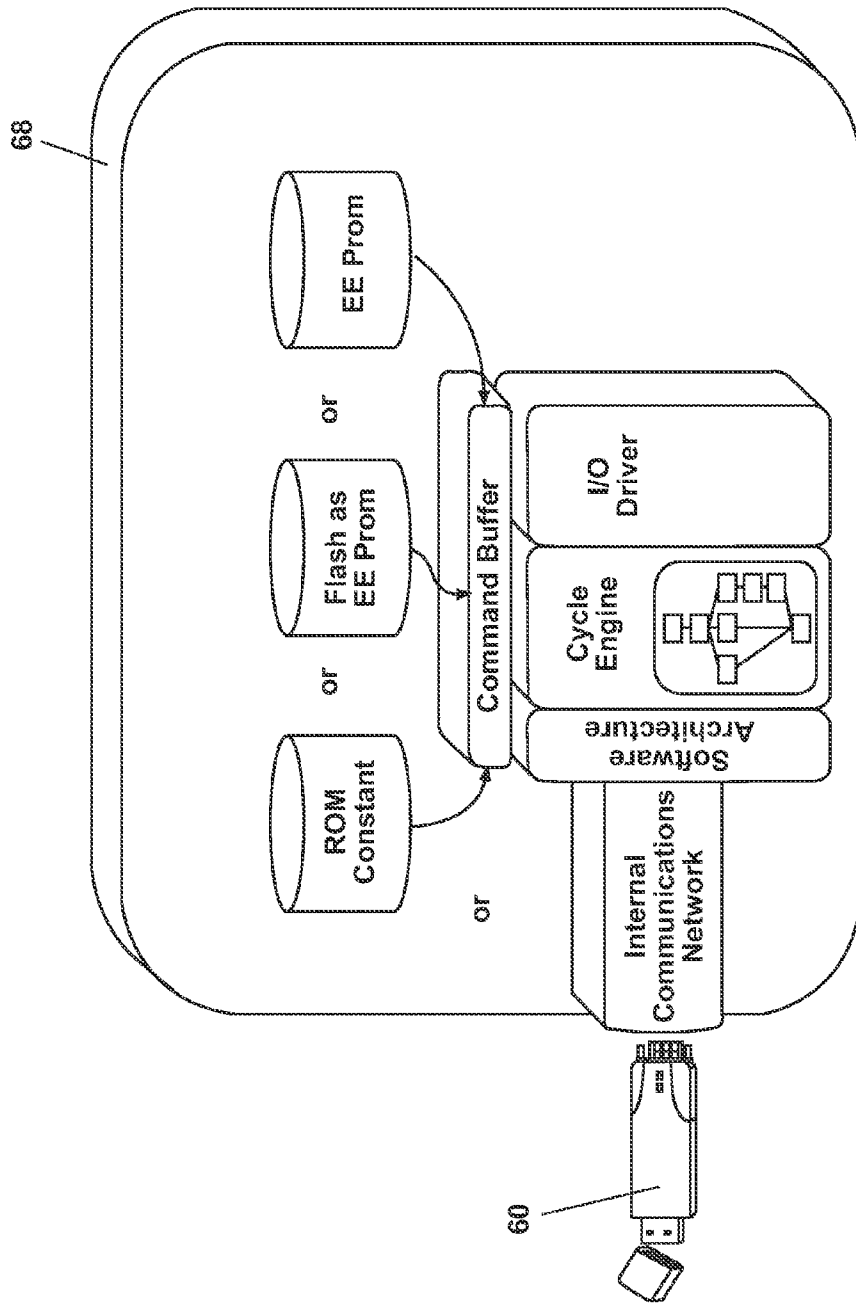 68
ROM
Constant
or
Flash as
EE Prom
or
EE Prom
or
Command Buffer
Internal
Communications
Network
Software
Architecture
Cycle
Engine
I/O
Driver
60